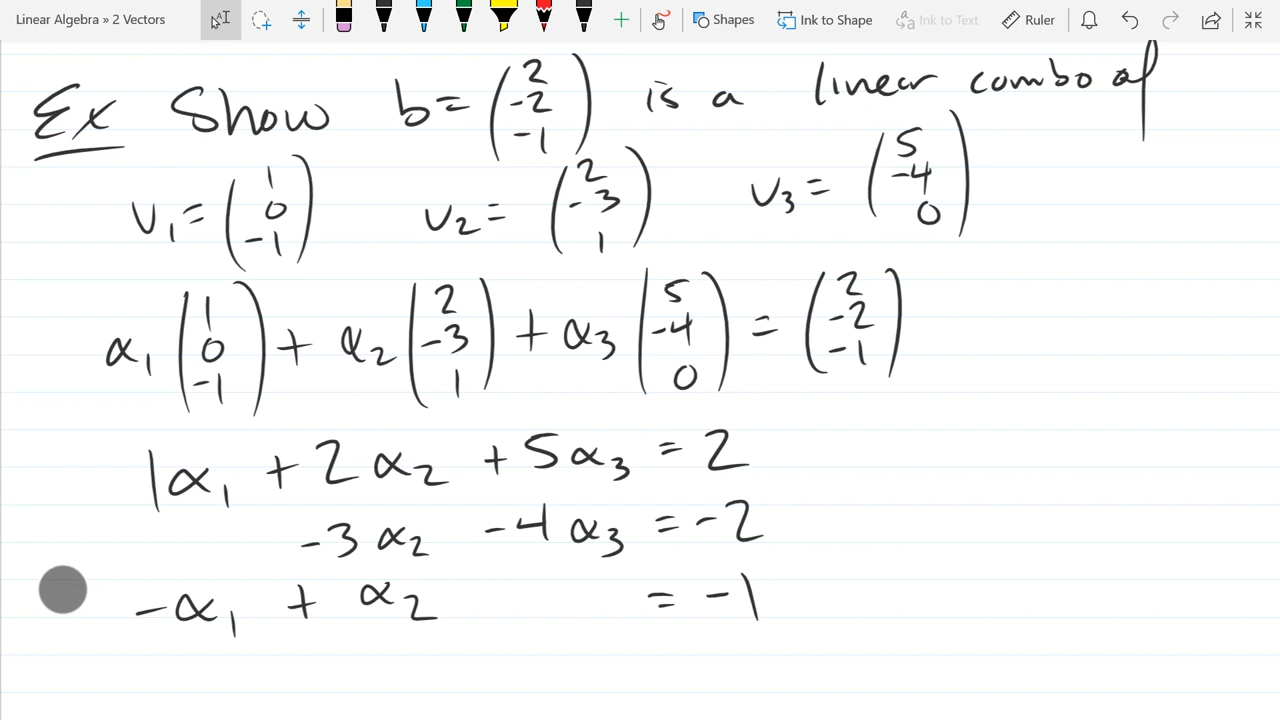 Linear Algebra » 2 Vectors Shapes Ink to Shape Ink to Text Ruler
Ex Show b = (2 -2 -1) is a linear combo of
v₁ = (1 0 -1) v₂ = (2 -3 1) v₃ = (5 -4 0)
α₁ (1 0 -1) + α₂ (2 -3 1) + α₃ (5 -4 0) = (2 -2 -1)
1α₁ + 2α₂ + 5α₃ = 2
-3α₂ -4α₃ = -2
-α₁ + α₂ = -1